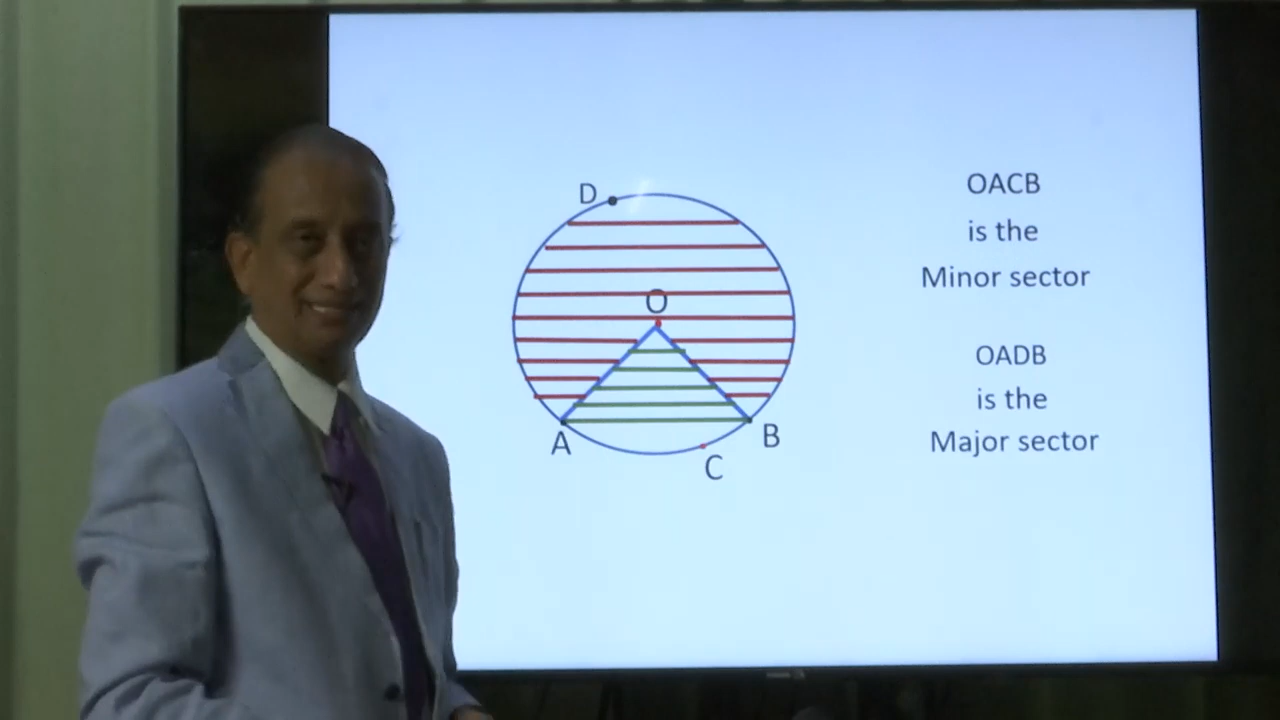 D
O
A
B
C
OACB
is the
Minor sector
OADB
is the
Major sector